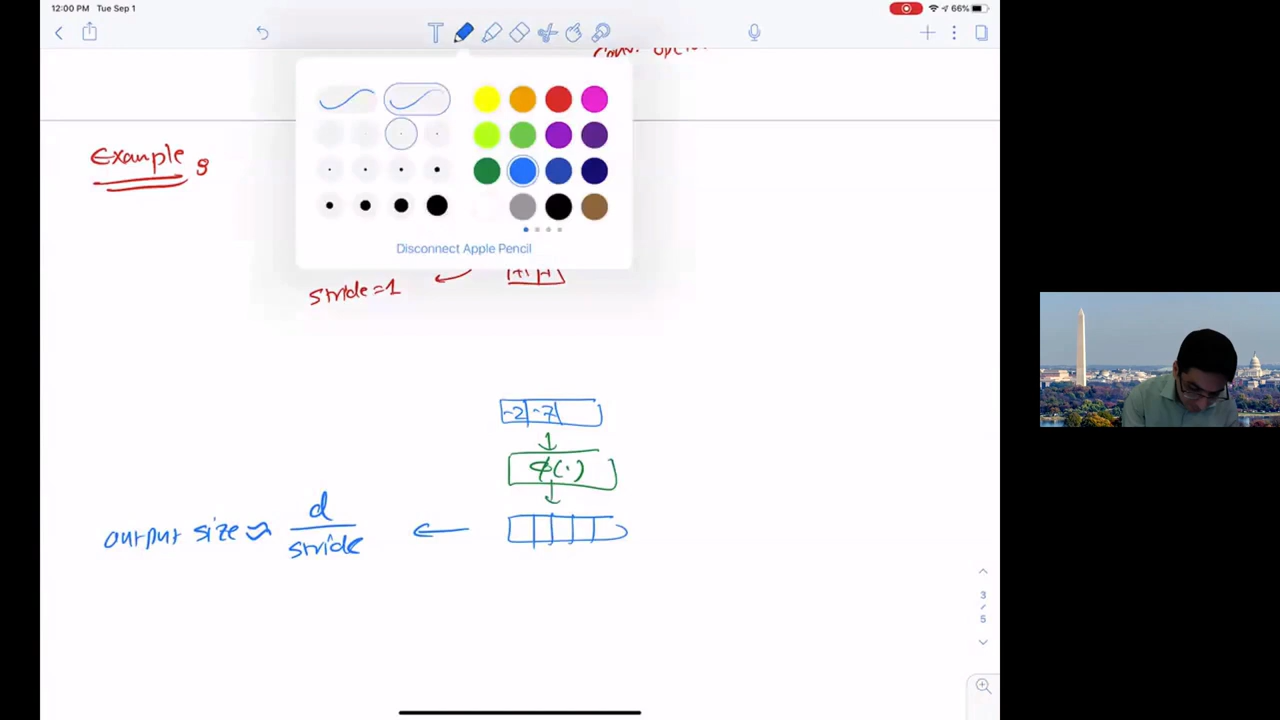 12:00 PM Tue Sep 1
66%
Example :
Disconnect Apple Pencil
stride=1
+1
-2 -7
φ(·)
output size ≈ d
stride
3
/
5